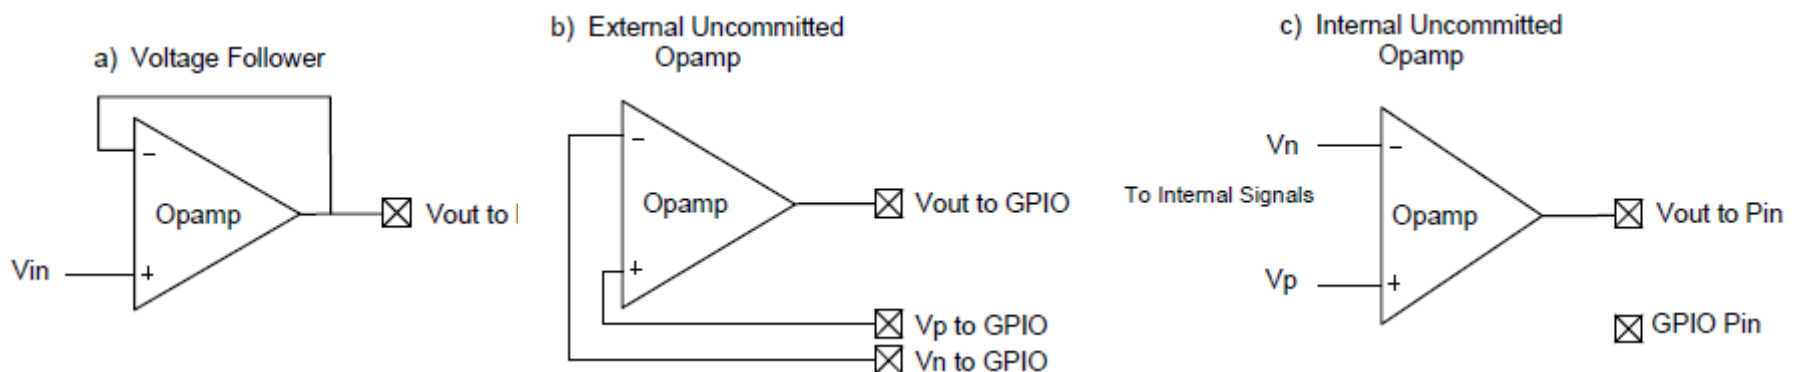 a) Voltage Follower
−
Opamp
Vout to
Vin
+
b) External Uncommitted
Opamp
−
Opamp
Vout to GPIO
+
Vp to GPIO
Vn to GPIO
c) Internal Uncommitted
Opamp
Vn
−
To Internal Signals
Opamp
Vout to Pin
Vp
+
GPIO Pin